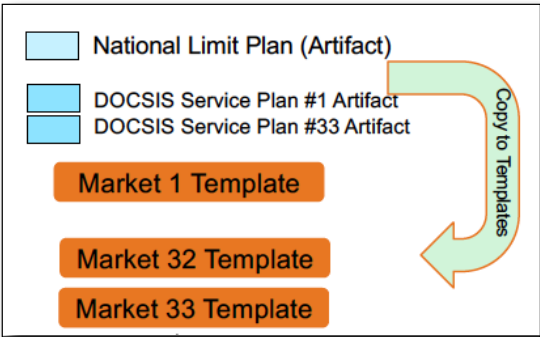 National Limit Plan (Artifact)
DOCSIS Service Plan #1 Artifact
DOCSIS Service Plan #33 Artifact
Copy to Templates
Market 1 Template
Market 32 Template
Market 33 Template